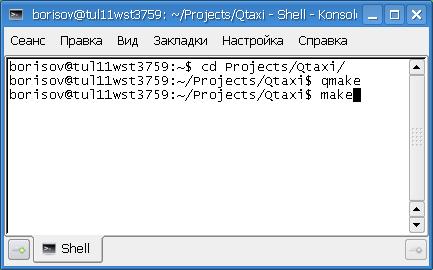 borisov@tul11wst3759: ~/Projects/Qtaxi - Shell - Konsole
Сеанс Правка Вид Закладки Настройка Справка
borisov@tul11wst3759:~$ cd Projects/Qtaxi/
borisov@tul11wst3759:~/Projects/Qtaxi$ qmake
borisov@tul11wst3759:~/Projects/Qtaxi$ make
Shell